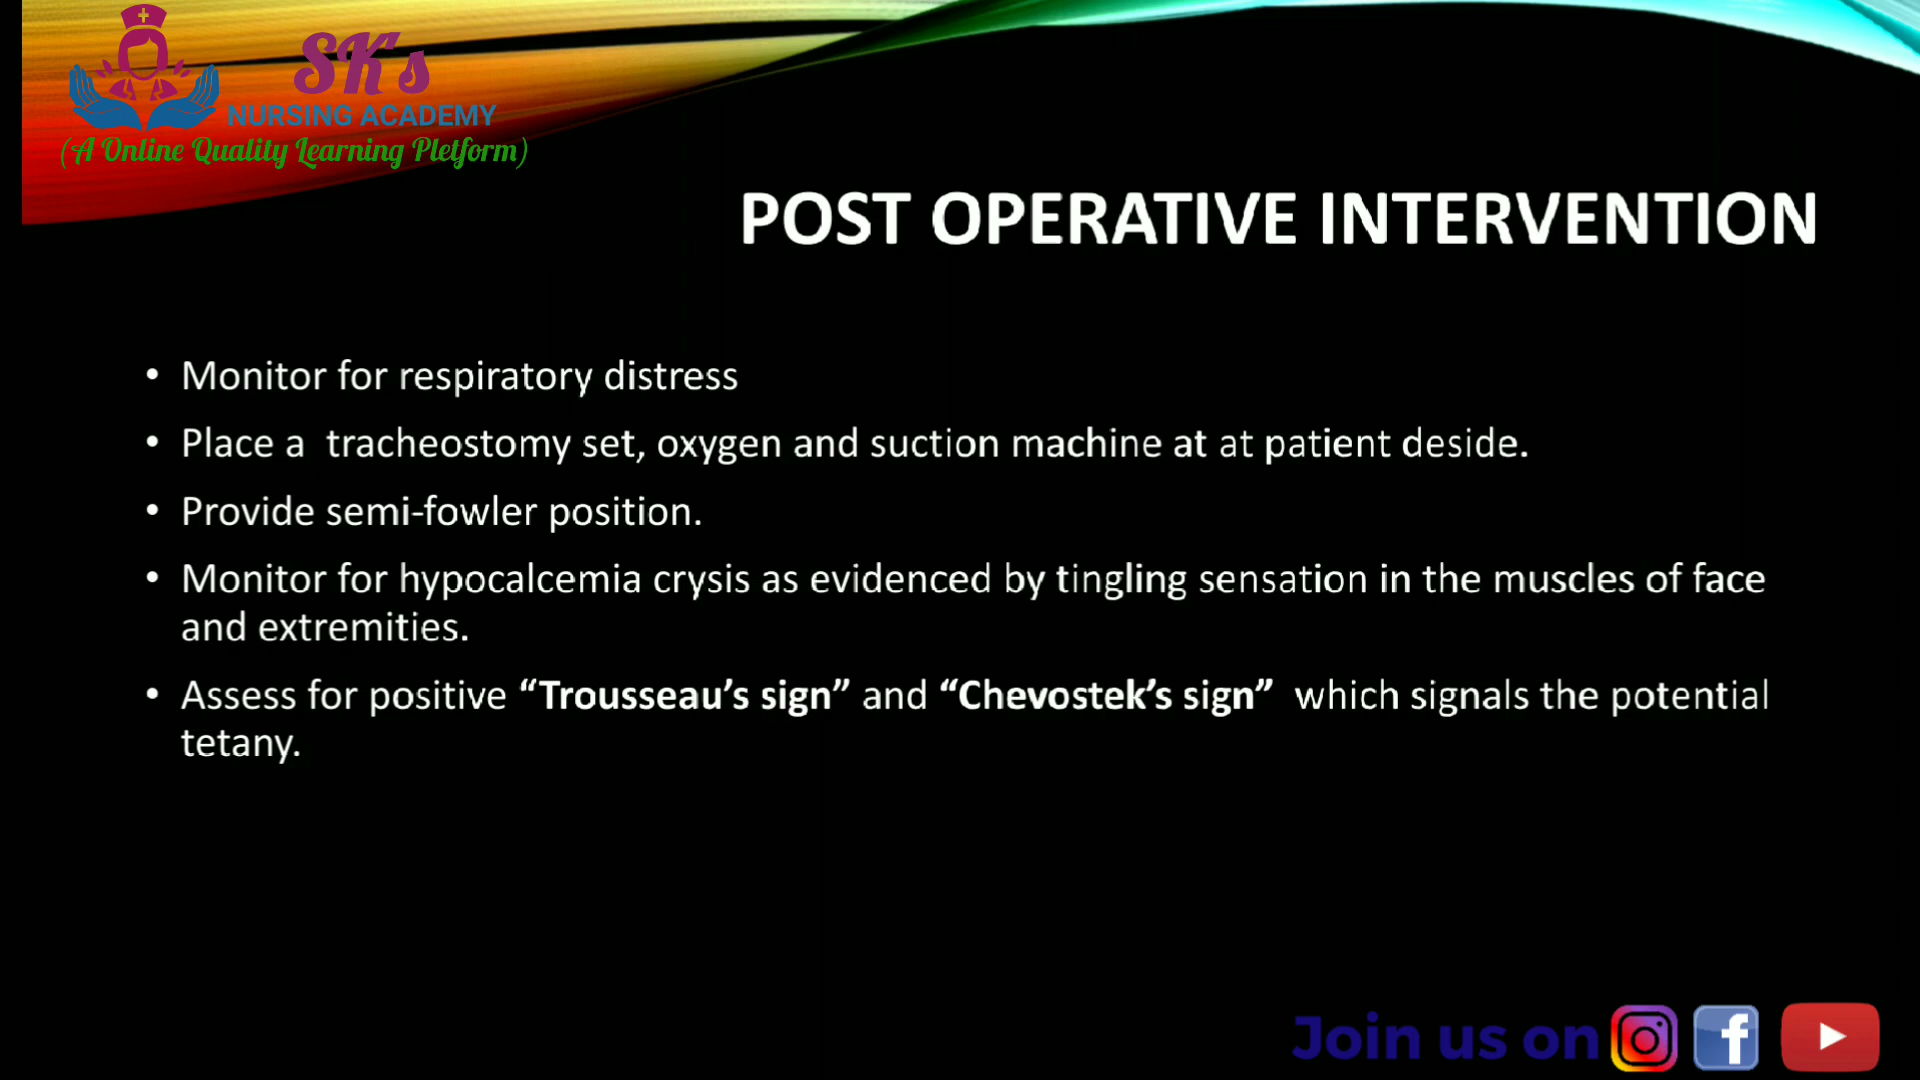 SK's
NURSING ACADEMY
(A Online Quality Learning Pletform)
POST OPERATIVE INTERVENTION
• Monitor for respiratory distress
• Place a  tracheostomy set, oxygen and suction machine at at patient deside.
• Provide semi-fowler position.
• Monitor for hypocalcemia crysis as evidenced by tingling sensation in the muscles of face
and extremities.
• Assess for positive “Trousseau’s sign” and “Chevostek’s sign”  which signals the potential
tetany.
Join us on